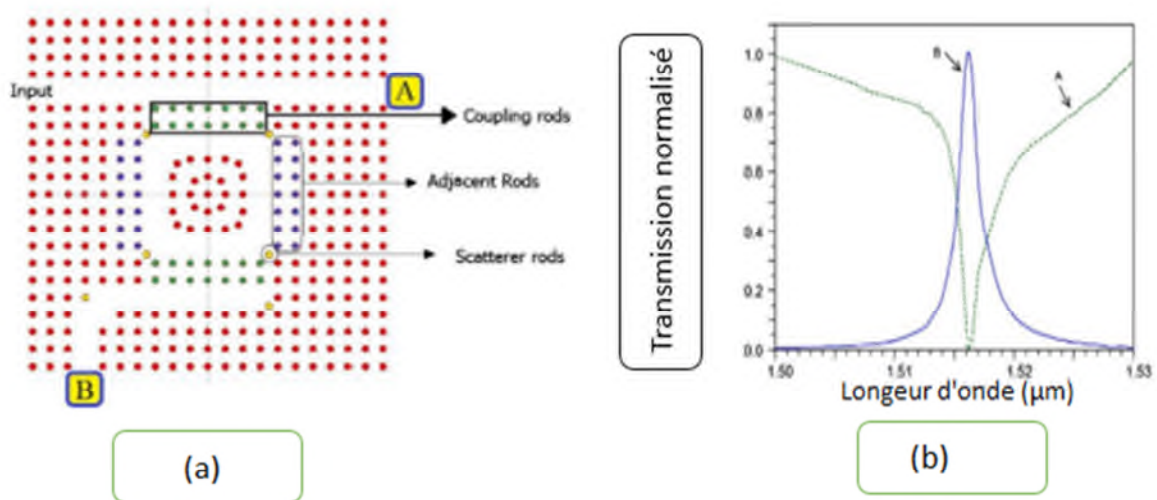 Input
A
Coupling rods
Adjacent Rods
Scatterer rods
B
(a)
Transmission normalisé
1.0
0.8
0.6
0.4
0.2
0.0
B
A
1.50
1.51
1.52
1.53
Longeur d'onde (µm)
(b)